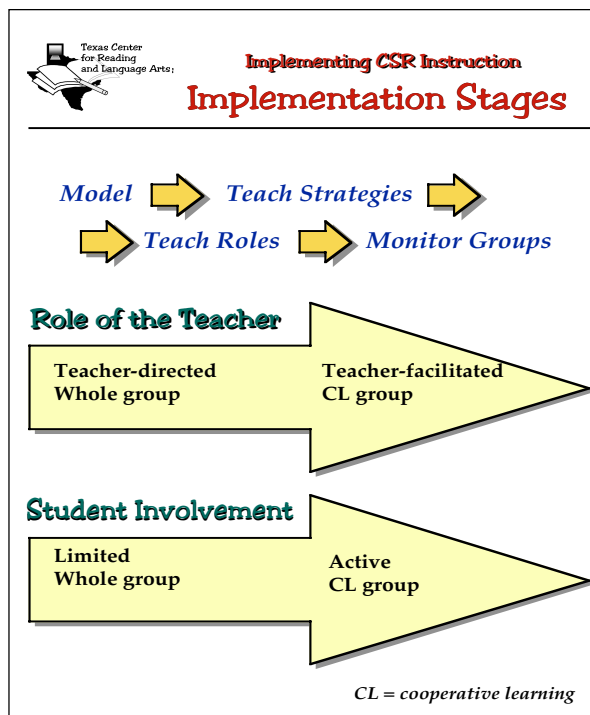 Texas Center
for Reading
and Language Arts:
Implementing CSR Instruction
Implementation Stages
Model Teach Strategies
Teach Roles Monitor Groups
Role of the Teacher
Teacher-directed Teacher-facilitated
Whole group CL group
Student Involvement
Limited Active
Whole group CL group
CL = cooperative learning